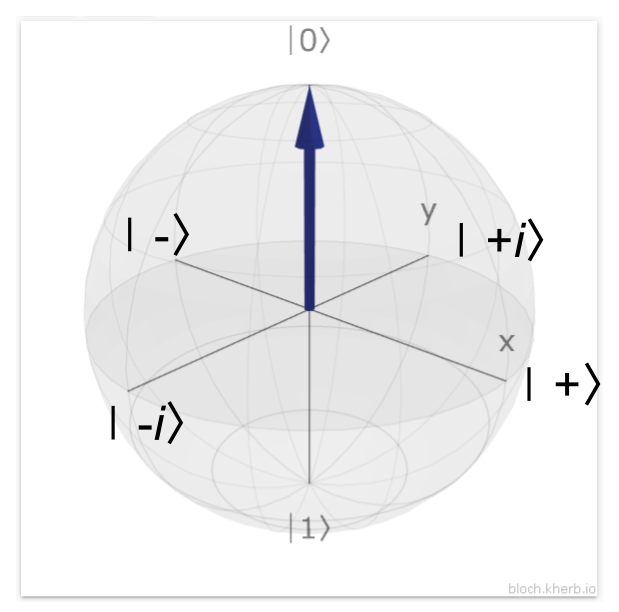 |0⟩
y
| -⟩
| +i⟩
x
| +⟩
| -i⟩
|1⟩
bloch.kherb.io